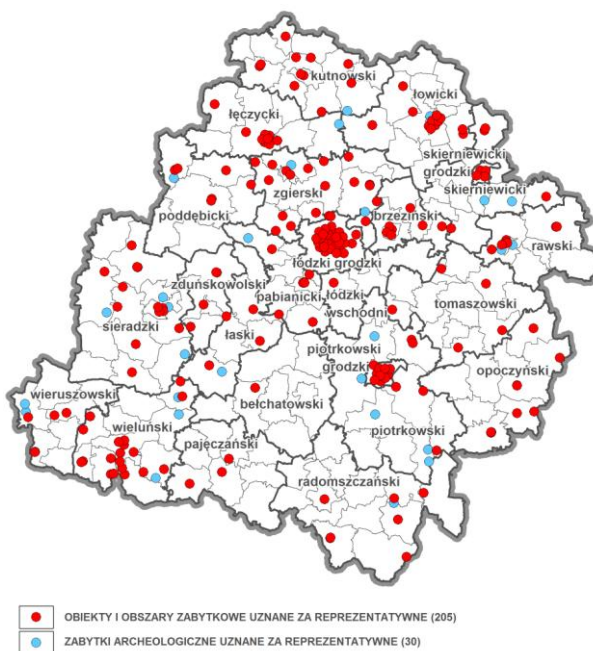 kutnowski
łowicki
łęczycki
skierniewicki
grodzki
skierniewicki
zgierski
brzeziński
poddębicki
rawski
łódzki grodzki
zduńskowolski
pabianicki
łódzki
wschodni
tomaszowski
sieradzki
łaski
piotrkowski
grodzki
opoczyński
wieruszowski
bełchatowski
wieluński
pajęczański
piotrkowski
radomszczański
OBIEKTY I OBSZARY ZABYTKOWE UZNANE ZA REPREZENTATYWNE (205)
ZABYTKI ARCHEOLOGICZNE UZNANE ZA REPREZENTATYWNE (30)